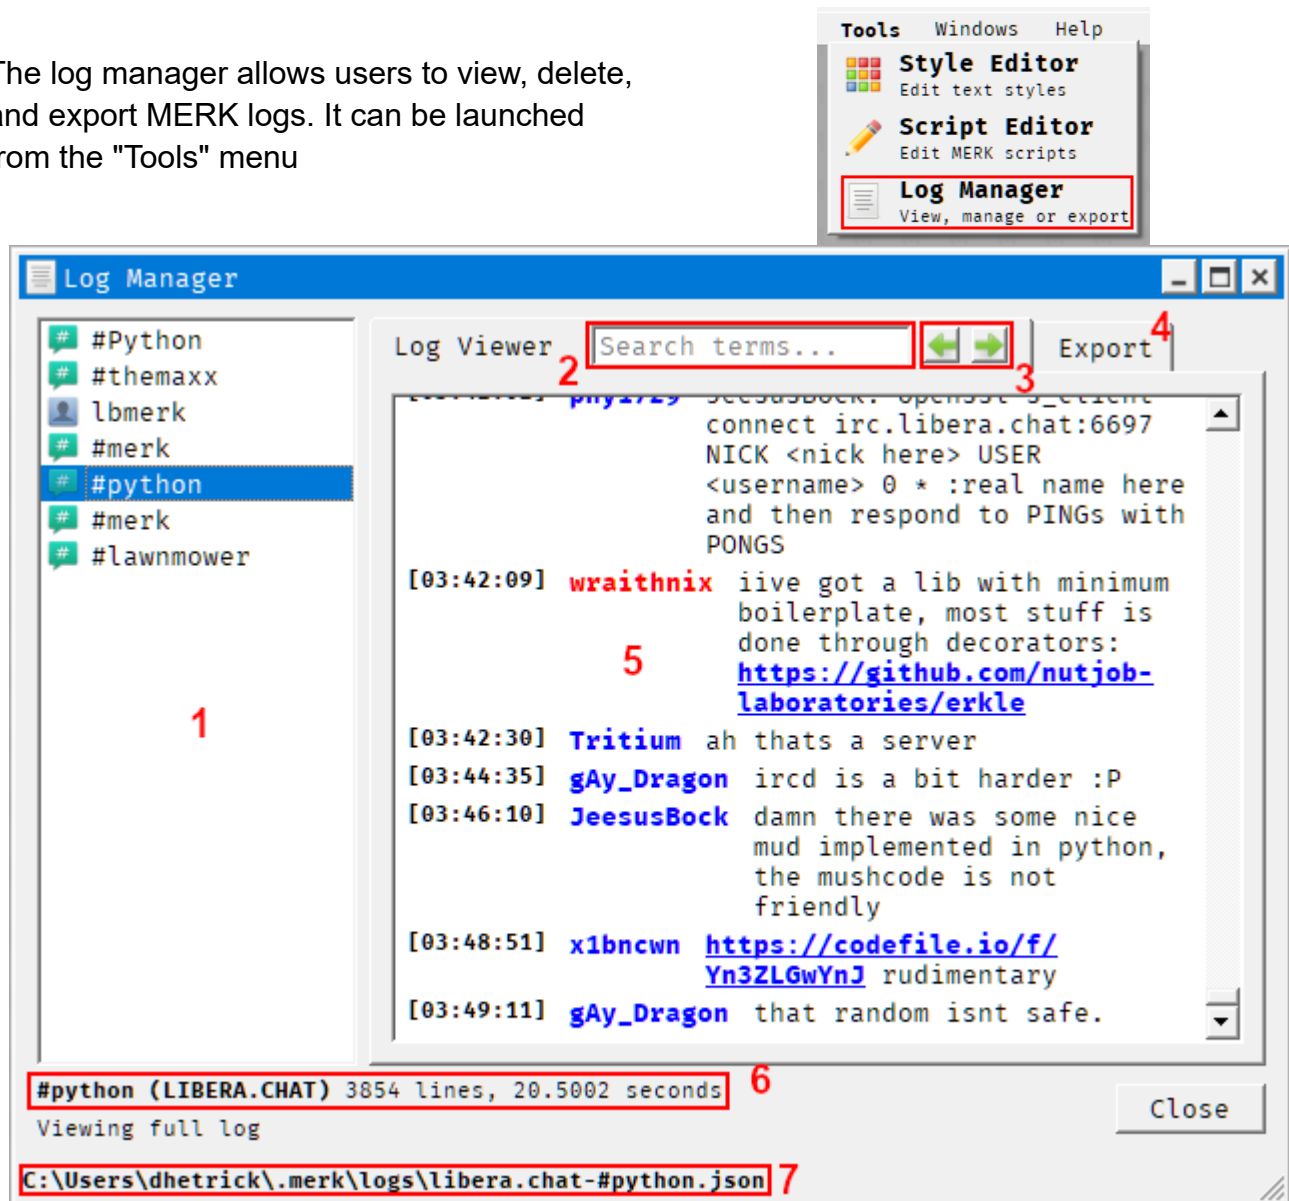 Tools Windows Help
Style Editor
Edit text styles
Script Editor
Edit MERK scripts
Log Manager
View, manage or export
The log manager allows users to view, delete,
and export MERK logs. It can be launched
from the "Tools" menu
Log Manager
#Python
#themaxx
lbmerk
#merk
#python
#merk
#lawnmower
1
Log Viewer
2
Search terms...
3
Export
4
connect irc.libera.chat:6697
NICK <nick here> USER
<username> 0 * :real name here
and then respond to PINGs with
PONGS
[03:42:09] wraithnix iive got a lib with minimum
boilerplate, most stuff is
done through decorators:
https://github.com/nutjob-
laboratories/erkle
5
[03:42:30] Tritium ah thats a server
[03:44:35] gAy_Dragon ircd is a bit harder :P
[03:46:10] JeesusBock damn there was some nice
mud implemented in python,
the mushcode is not
friendly
[03:48:51] x1bncwn https://codefile.io/f/
Yn3ZLGwYnJ rudimentary
[03:49:11] gAy_Dragon that random isnt safe.
#python (LIBERA.CHAT) 3854 lines, 20.5002 seconds
6
Viewing full log
Close
C:\Users\dhetrick\.merk\logs\libera.chat-#python.json
7